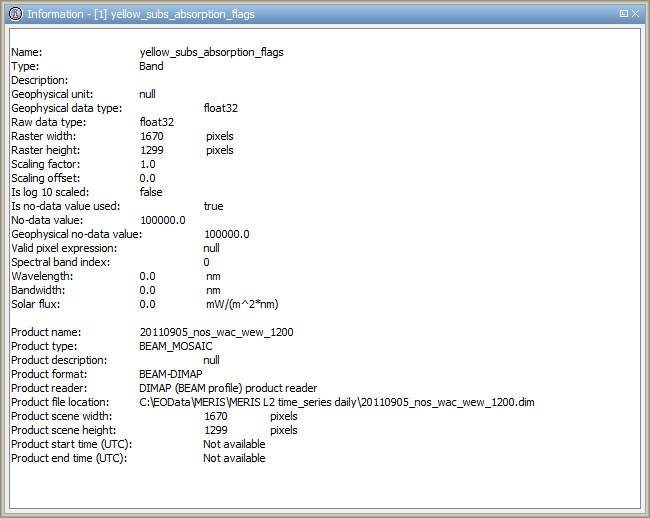 Information - [1] yellow_subs_absorption_flags
Name: yellow_subs_absorption_flags
Type: Band
Description:
Geophysical unit: null
Geophysical data type: float32
Raw data type: float32
Raster width: 1670 pixels
Raster height: 1299 pixels
Scaling factor: 1.0
Scaling offset: 0.0
Is log 10 scaled: false
Is no-data value used: true
No-data value: 100000.0
Geophysical no-data value: 100000.0
Valid pixel expression: null
Spectral band index: 0
Wavelength: 0.0 nm
Bandwidth: 0.0 nm
Solar flux: 0.0 mW/(m^2*nm)
Product name: 20110905_nos_wac_wew_1200
Product type: BEAM_MOSAIC
Product description: null
Product format: BEAM-DIMAP
Product reader: DIMAP (BEAM profile) product reader
Product file location: C:\EOData\MERIS\MERIS L2 time_series daily\20110905_nos_wac_wew_1200.dim
Product scene width: 1670 pixels
Product scene height: 1299 pixels
Product start time (UTC): Not available
Product end time (UTC): Not available